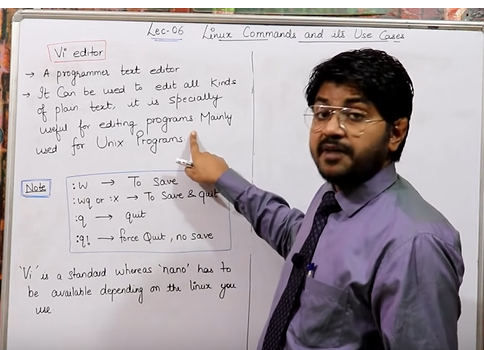 Lec-06 Linux Commands and its Use Cases
Vi editor
→ A programmer text editor
→ It Can be used to edit all kinds
of plain text, it is specially
useful for editing programs Mainly
used for Unix Programs
Note
:w → To Save
:wq or :x → To Save & quit
:q → quit
:q! → force Quit, no save
'Vi' is a standard whereas 'nano' has to
be available depending on the linux you
use